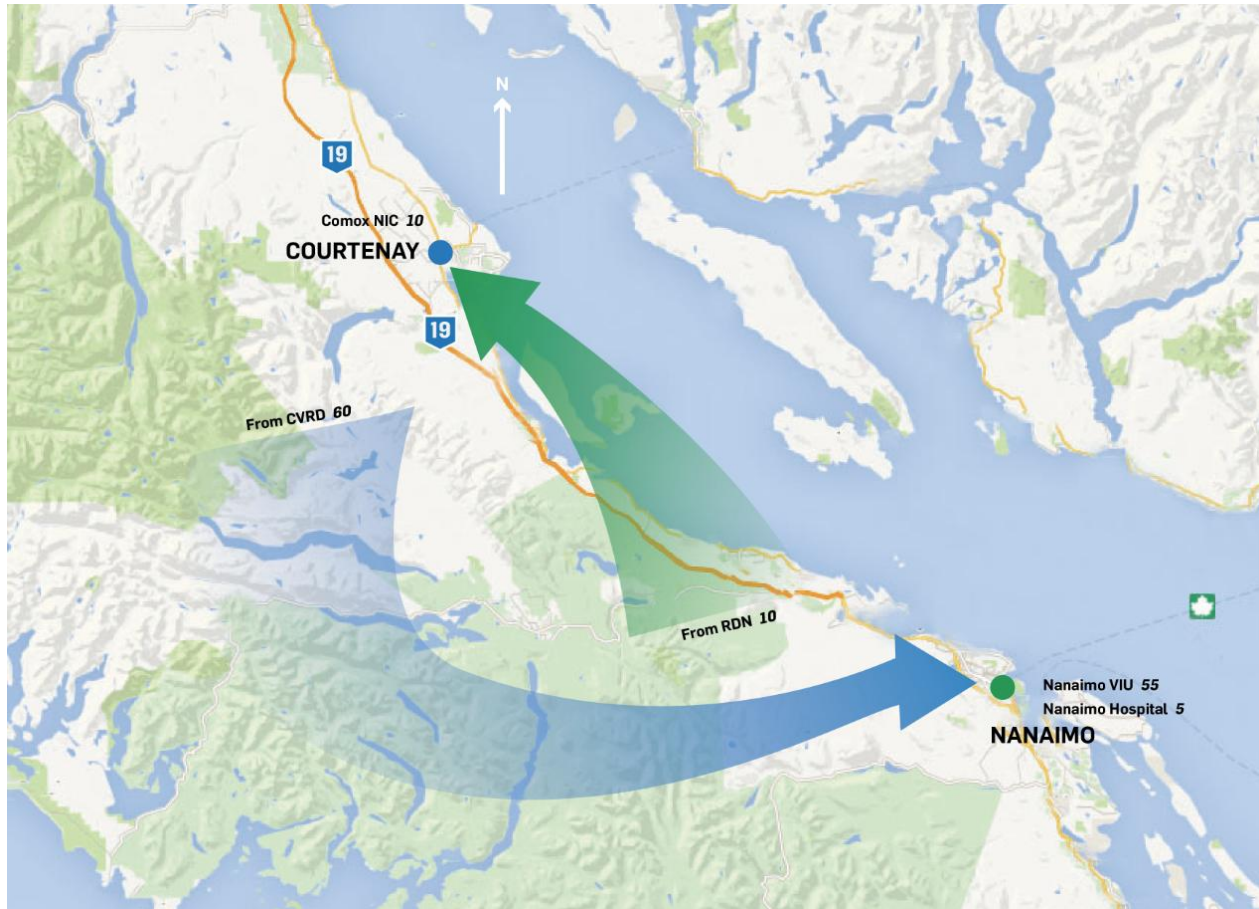 N
19
Comox NIC 10
COURTENAY
19
From CVRD 60
From RDN 10
Nanaimo VIU 55
Nanaimo Hospital 5
NANAIMO